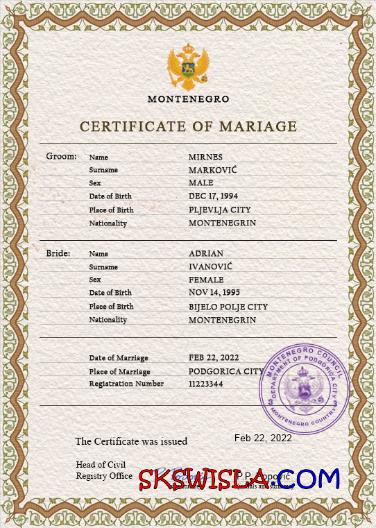 MONTENEGRO
CERTIFICATE OF MARIAGE
Groom: Name MIRNES
Surname MARKOVIĆ
Sex MALE
Date of Birth DEC 17, 1994
Place of Birth PLJEVLJA CITY
Nationality MONTENEGRIN
Bride: Name ADRIAN
Surname IVANOVIĆ
Sex FEMALE
Date of Birth NOV 14, 1995
Place of Birth BIJELO POLJE CITY
Nationality MONTENEGRIN
Date of Marriage FEB 22, 2022
Place of Marriage PODGORICA CITY
Registration Number 11223344
MONTENEGRO COUNCIL
DEPARTMENT OF PODGORICA CITY
MONTENEGRO COUNTRY
The Certificate was issued Feb 22, 2022
Head of Civil
Registry Office P.P.
SKSWISLA.COM